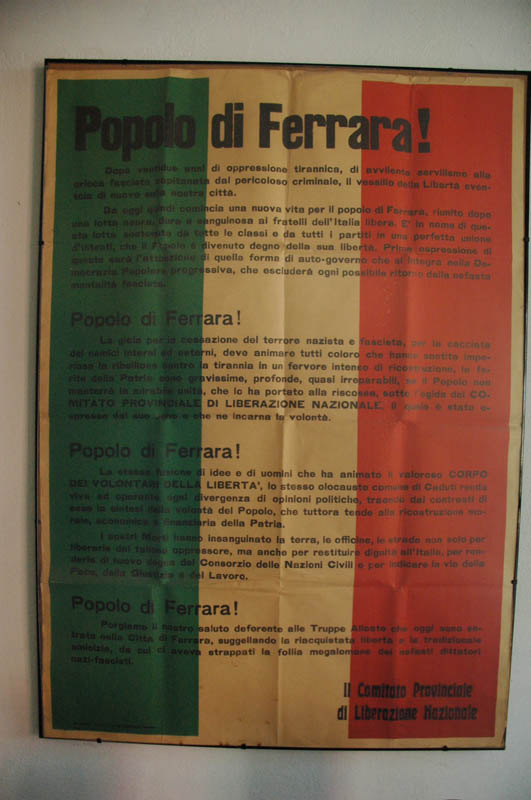 Popolo di Ferrara!
Dopo ventidue anni di oppressione tirannica, di avvilente servilismo alla
cricca fascista capitanata dal pericoloso criminale, il vessillo della Libertà sven-
tola di nuovo sulla nostra città.
Da oggi quindi comincia una nuova vita per il popolo di Ferrara, riunito dopo
una lotta aspra, dura e sanguinosa ai fratelli dell'Italia libera. E' in nome di que-
sta lotta sostenuta da tutte le classi e da tutti i partiti in una perfetta unione
d'intenti, che il Popolo è divenuto degno della sua libertà. Prima espressione di
questa sarà l'attuazione di quella forma di auto-governo che si integra nella De-
mocrazia Popolare progressiva, che escluderà ogni possibile ritorno della nefasta
mentalità fascista.
Popolo di Ferrara!
La gioia per la cessazione del terrore nazista e fascista, per la cacciata
dei nemici interni ed esterni, deve animare tutti coloro che hanno sentito impe-
riosa la ribellione contro la tirannia in un fervore intenso di ricostruzione, le fe-
rite della Patria sono gravissime, profonde, quasi irreparabili, se il Popolo non
manterrà la mirabile unità, che lo ha portato alla riscossa, sotto l'egida del CO-
MITATO PROVINCIALE DI LIBERAZIONE NAZIONALE, il quale è stato e-
spresso dal suo seno e che ne incarna la volontà.
Popolo di Ferrara!
La stessa fusione di idee e di uomini che ha animato il valoroso CORPO
DEI VOLONTARI DELLA LIBERTA', lo stesso olocausto comune di Caduti renda
viva ed operante ogni divergenza di opinioni politiche, traendo dai contrasti di
esse la sintesi della volontà del Popolo, che tuttora tende alla ricostruzione mo-
rale, economica e finanziaria della Patria.
I nostri Morti hanno insanguinato la terra, le officine, le strade non solo per
liberarle dal tallone oppressore, ma anche per restituire dignità all'Italia, per ren-
derla di nuovo degna del Consorzio delle Nazioni Civili e per indicare la via della
Pace, della Giustizia e del Lavoro.
Popolo di Ferrara!
Porgiamo il nostro saluto deferente alle Truppe Alleate che oggi sono en-
trate nella Città di Ferrara, suggellando la riacquistata libertà e la tradizionale
amicizia, da cui ci aveva strappati la follia megalomane dei nefasti dittatori
nazi-fascisti.
Il Comitato Provinciale
di Liberazione Nazionale